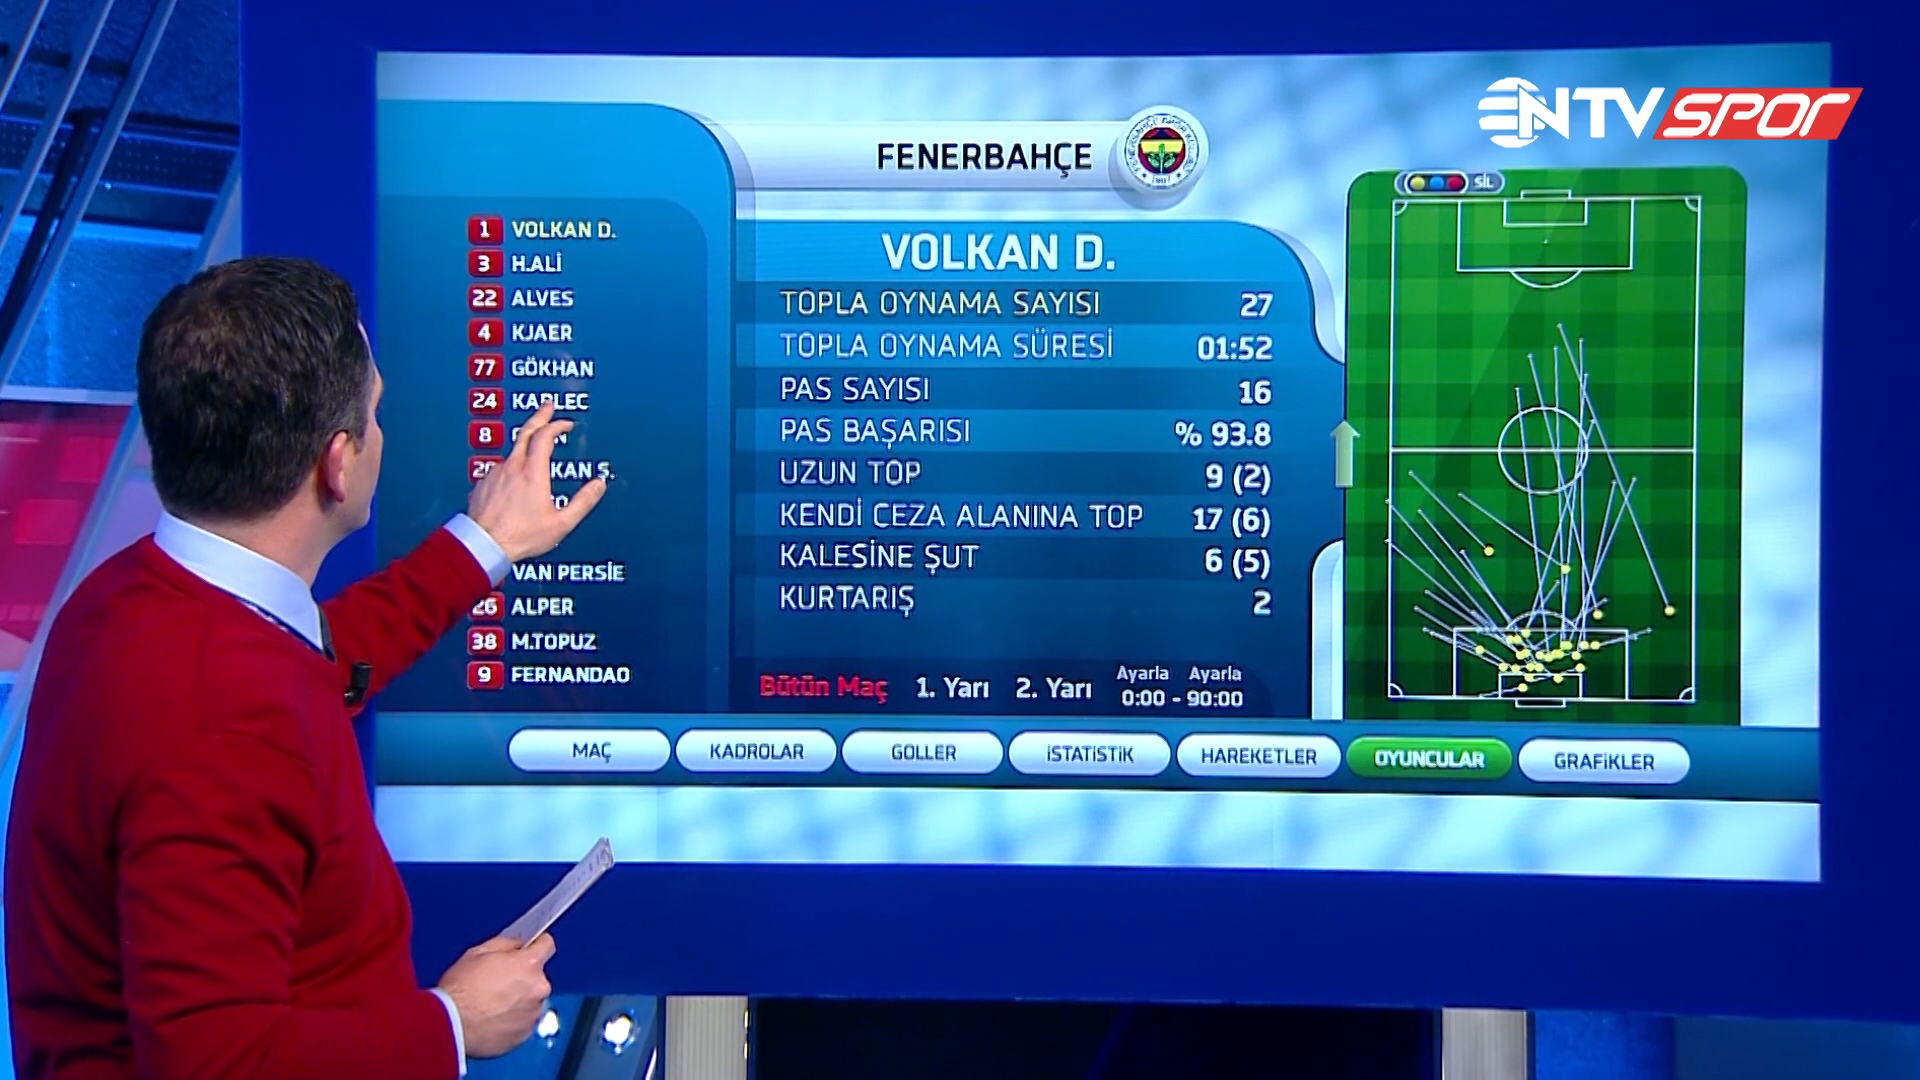 NTVSPOR
FENERBAHÇE
SİL
1 VOLKAN D.
3 H.ALİ
22 ALVES
4 KJAER
77 GÖKHAN
24
8
VAN PERSİE
26 ALPER
38 M.TOPUZ
9 FERNANDAO
VOLKAN D.
TOPLA OYNAMA SAYISI 27
TOPLA OYNAMA SÜRESİ 01:52
PAS SAYISI 16
PAS BAŞARISI % 93.8
UZUN TOP 9 (2)
KENDİ CEZA ALANINA TOP 17 (6)
KALESİNE ŞUT 6 (5)
KURTARIŞ 2
Ayarla Ayarla
Bütün Maç 1. Yarı 2. Yarı 0:00 - 90:00
MAÇ KADROLAR GOLLER İSTATİSTİK HAREKETLER OYUNCULAR GRAFİKLER